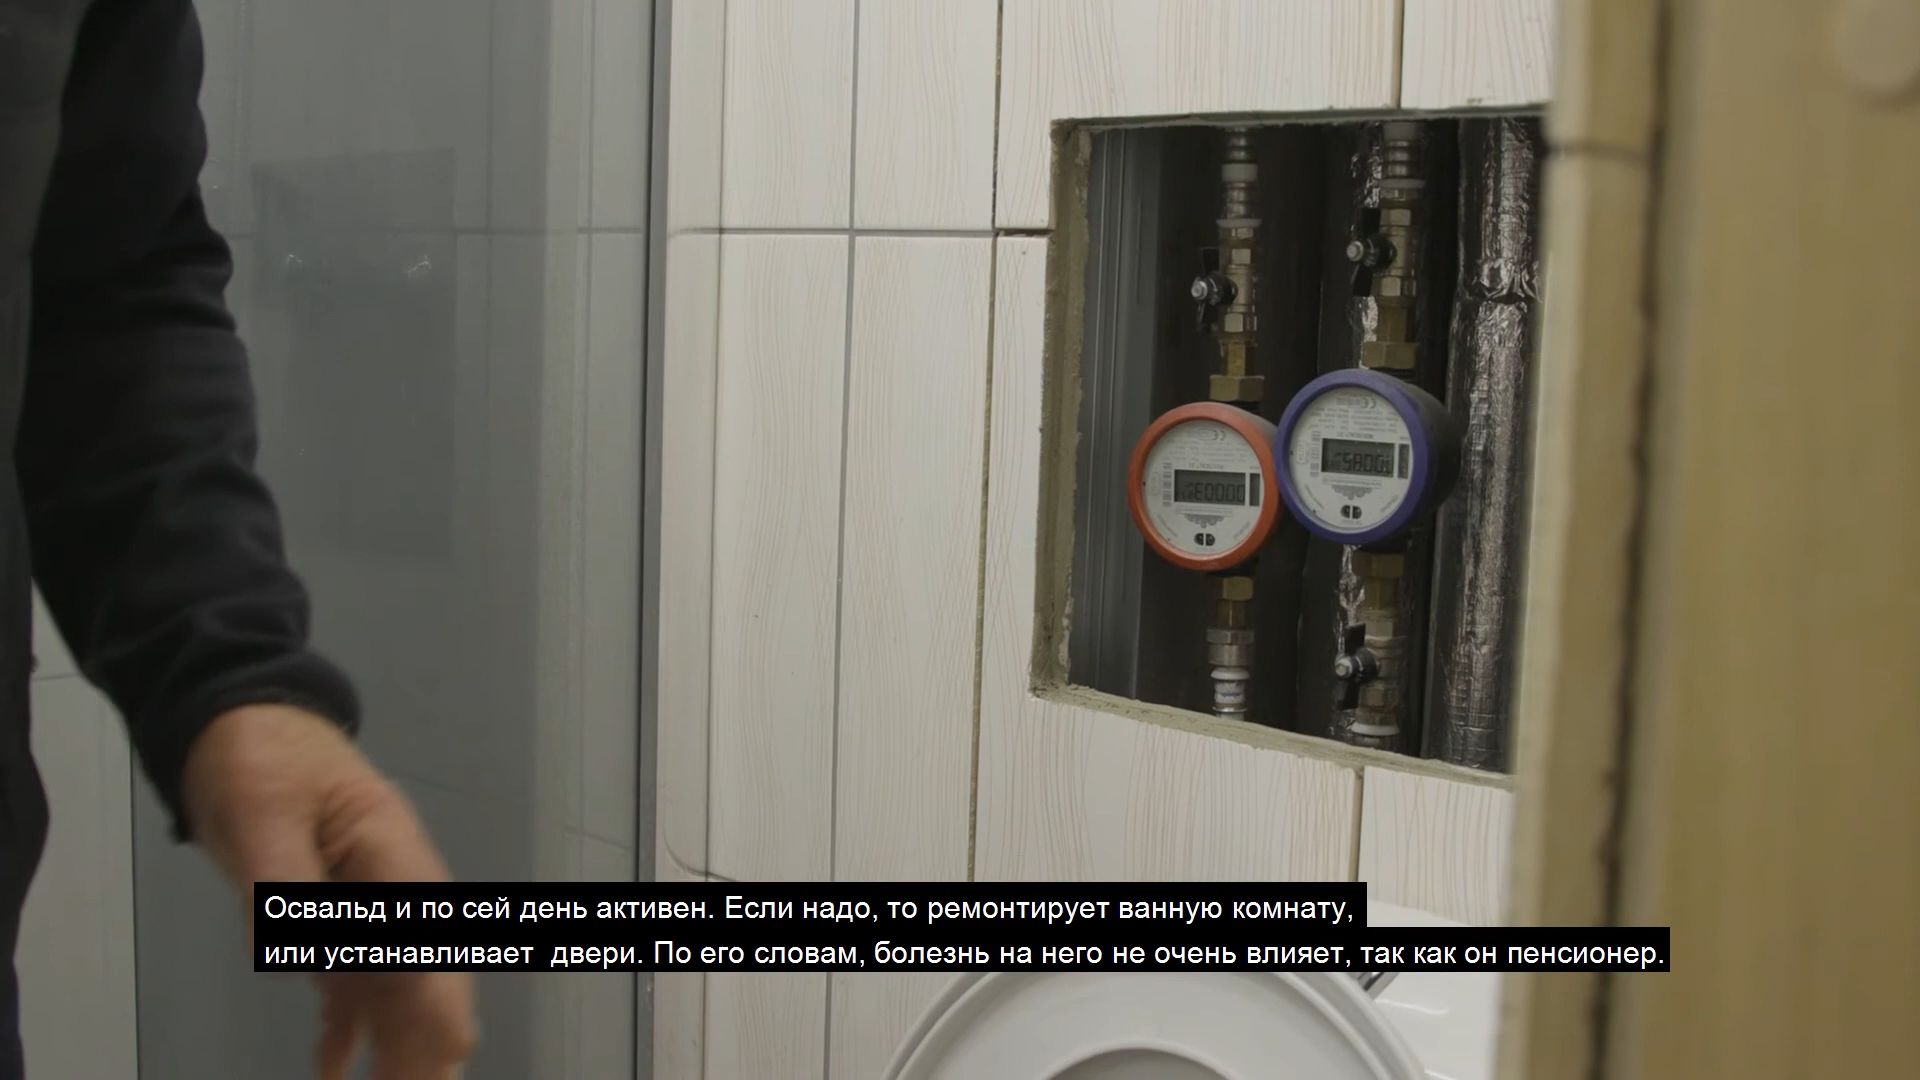 Освальд и по сей день активен. Если надо, то ремонтирует ванную комнату,
или устанавливает  двери. По его словам, болезнь на него не очень влияет, так как он пенсионер.